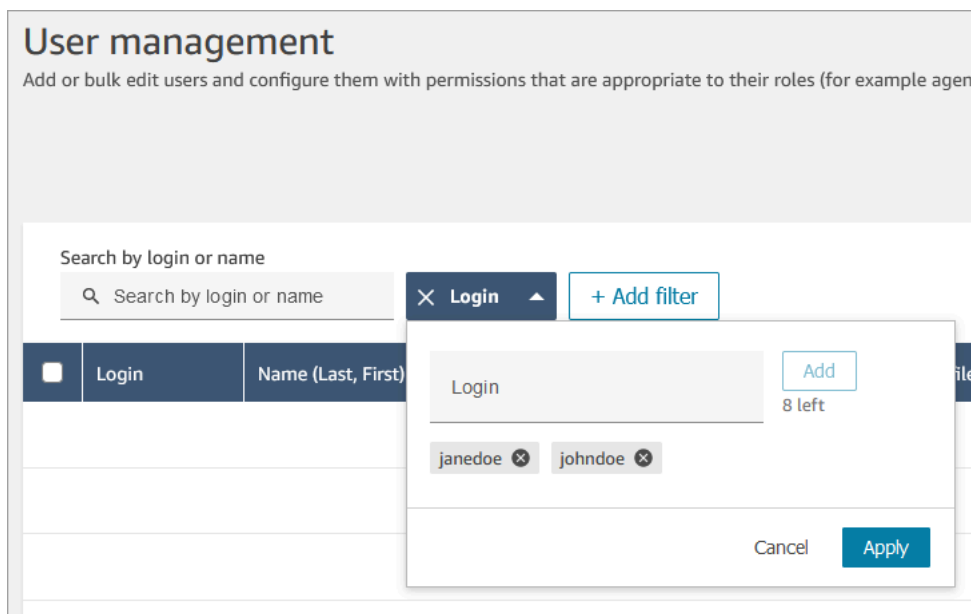 User management
Add or bulk edit users and configure them with permissions that are appropriate to their roles (for example agen
Search by login or name
Search by login or name
Login
+ Add filter
Login
Name (Last, First)
file
Login
Add
8 left
janedoe
johndoe
Cancel
Apply